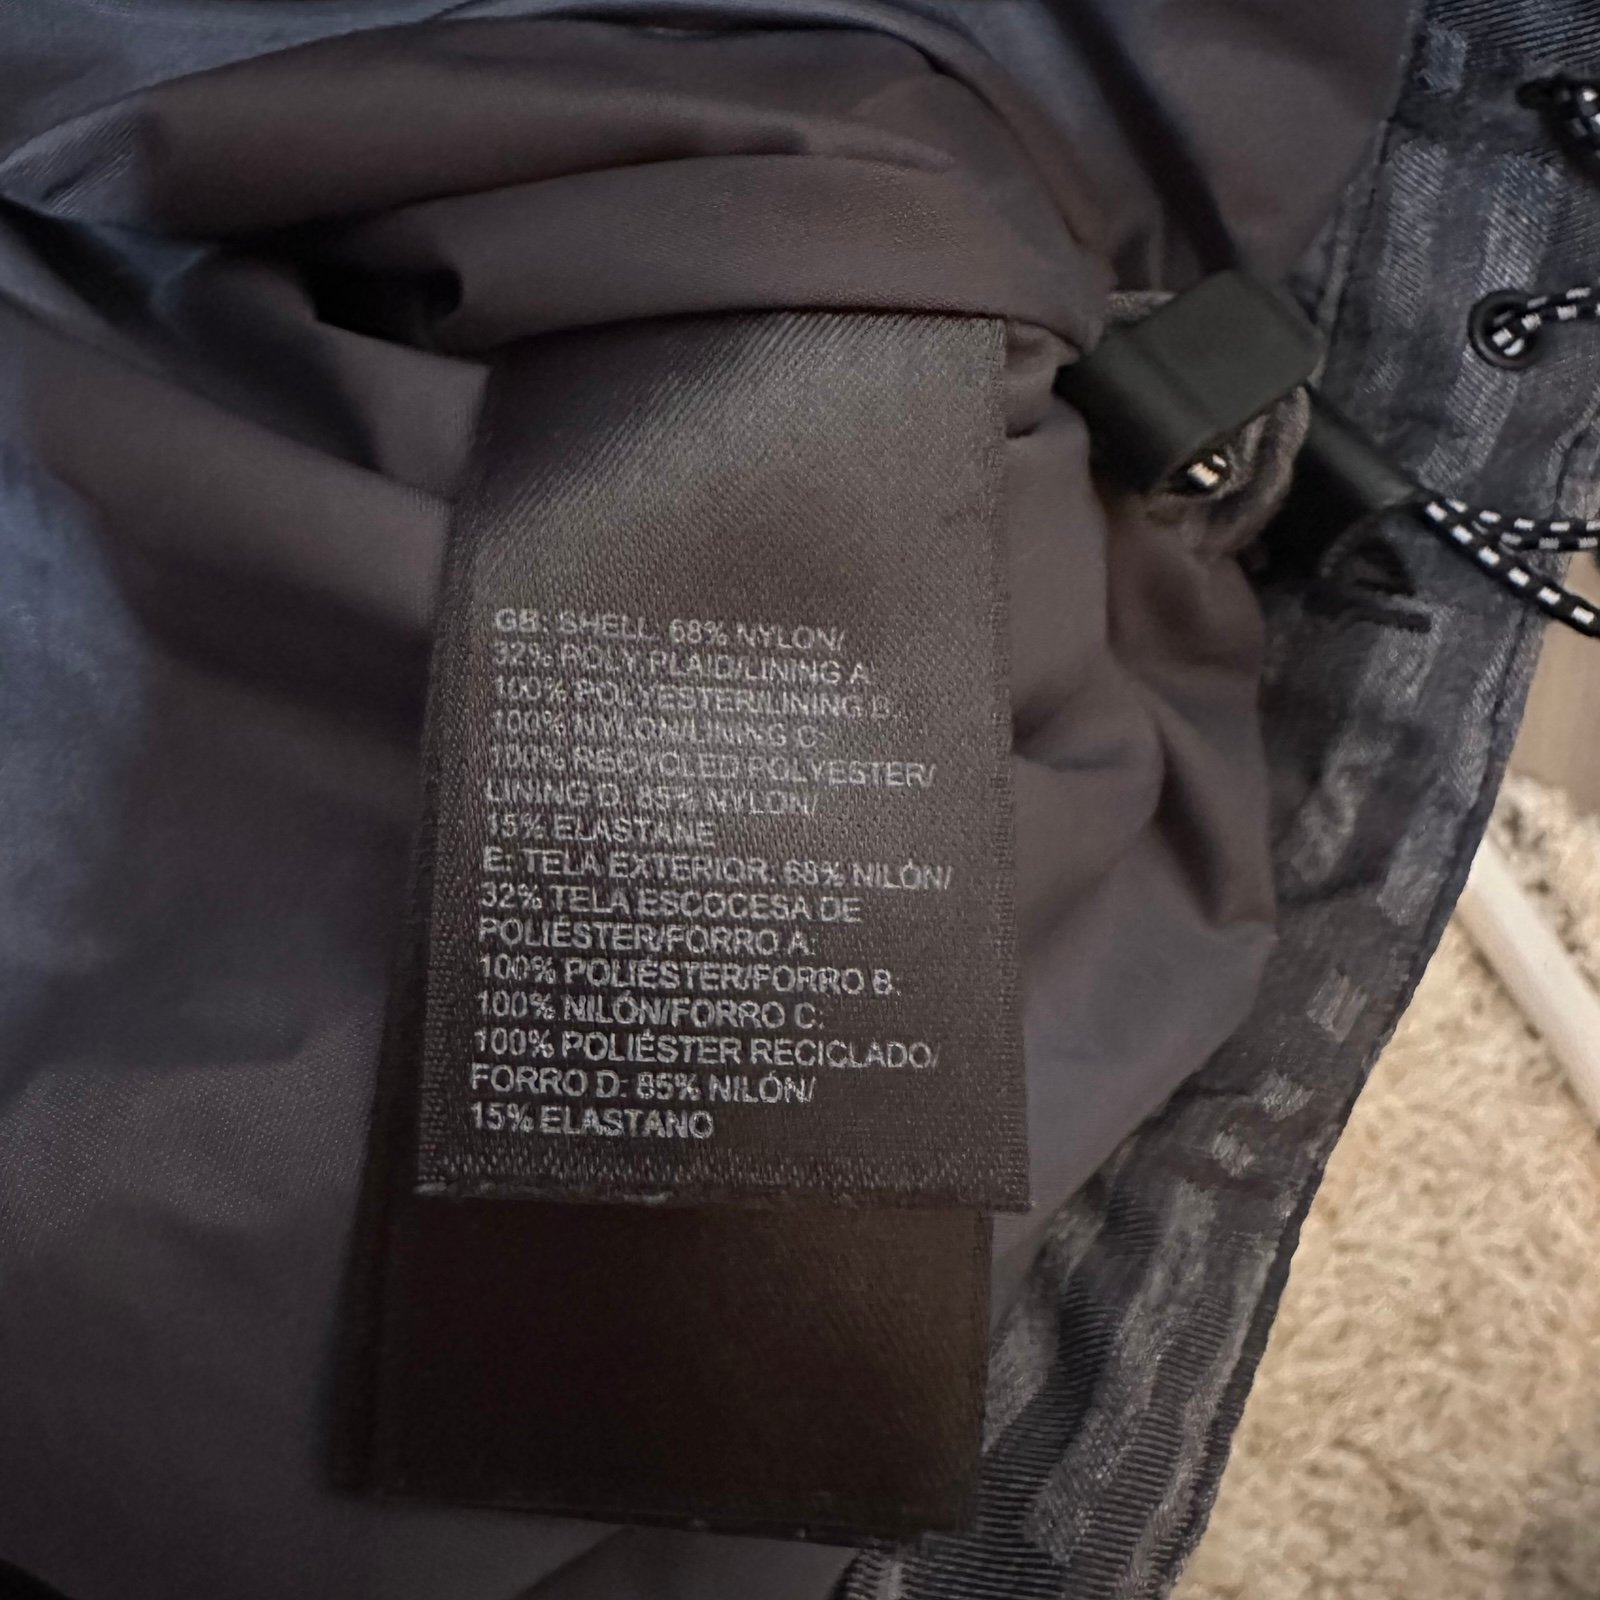 GB: SHELL: 68% NYLON/
32% POLY. PLAID/LINING A:
100% POLYESTER/LINING B:
100% NYLON/LINING C:
100% RECYCLED POLYESTER/
LINING D: 85% NYLON/
15% ELASTANE
E: TELA EXTERIOR: 68% NILÓN/
32% TELA ESCOCESA DE
POLIÉSTER/FORRO A:
100% POLIÉSTER/FORRO B:
100% NILÓN/FORRO C:
100% POLIÉSTER RECICLADO/
FORRO D: 85% NILÓN/
15% ELASTANO